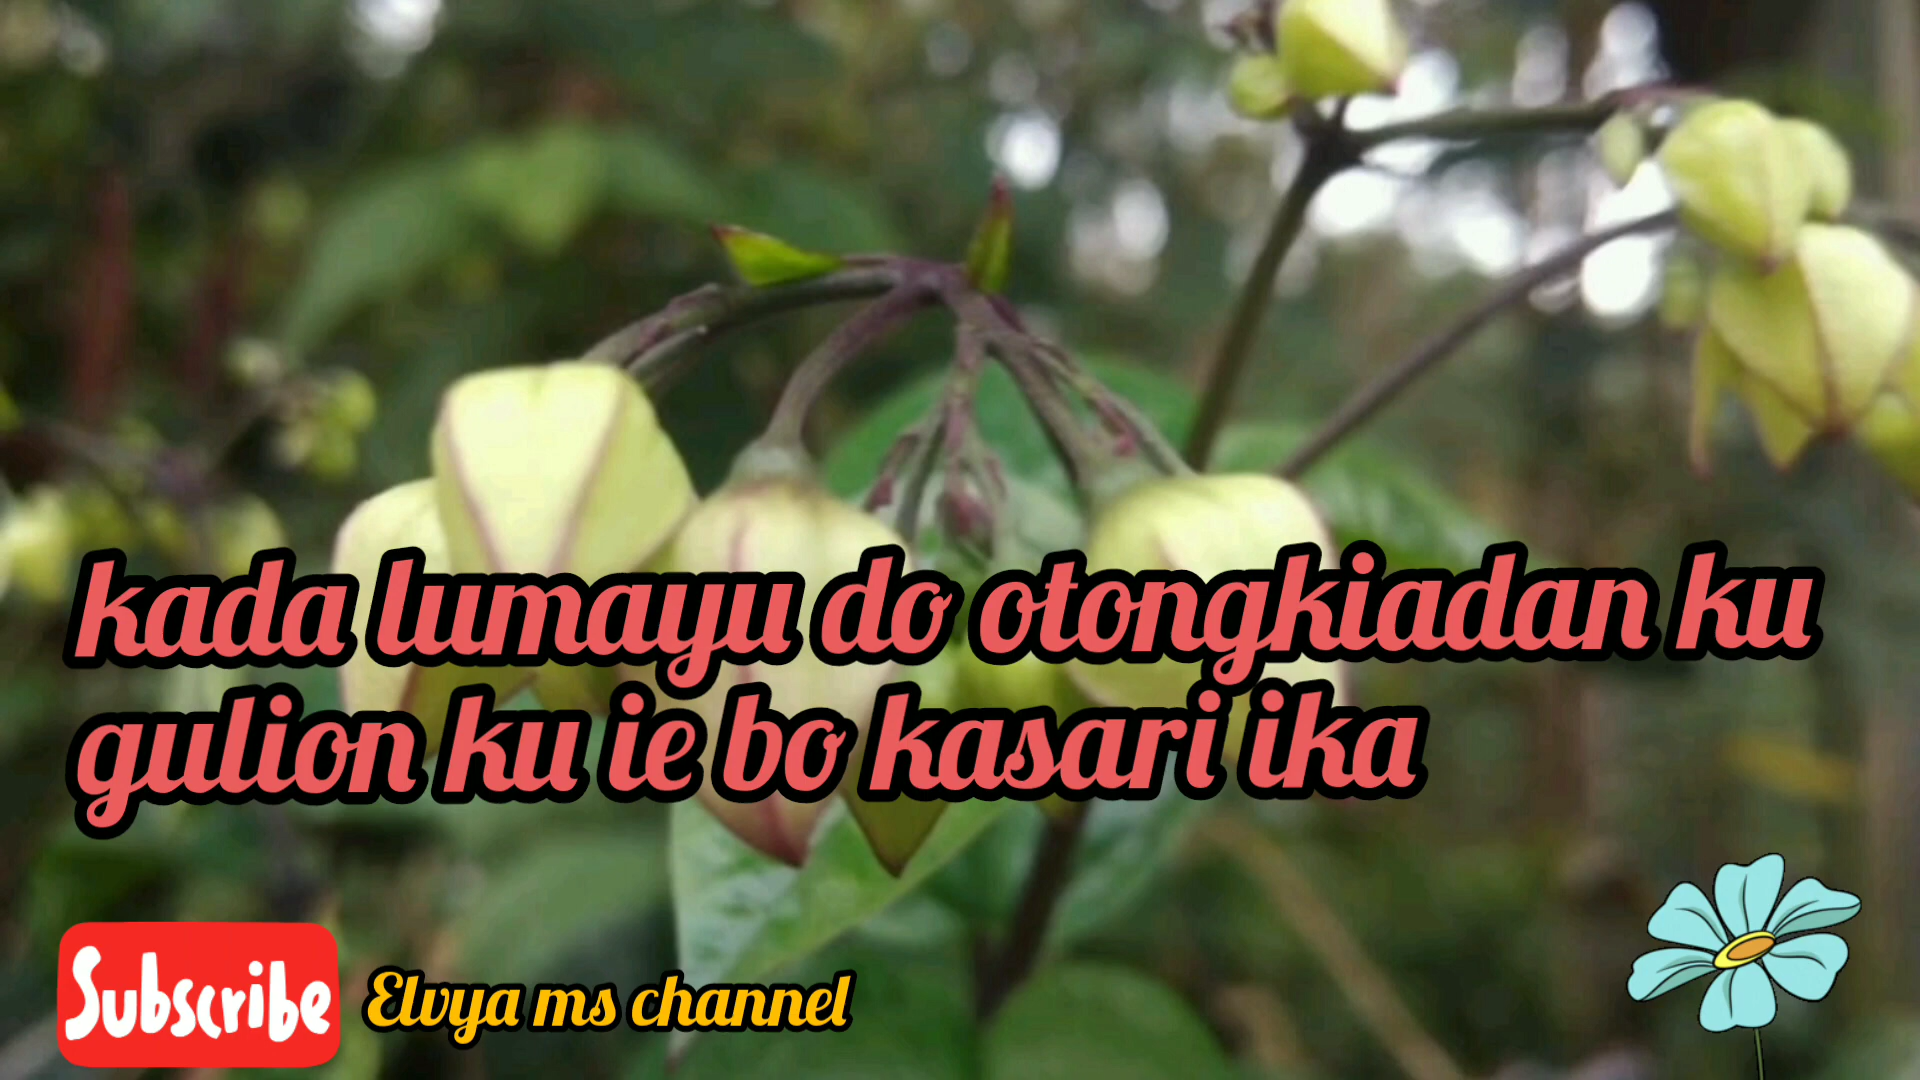 kada lumayu do otongkiadan ku
gulion ku ie bo kasari ika
Subscribe
Elvya ms channel